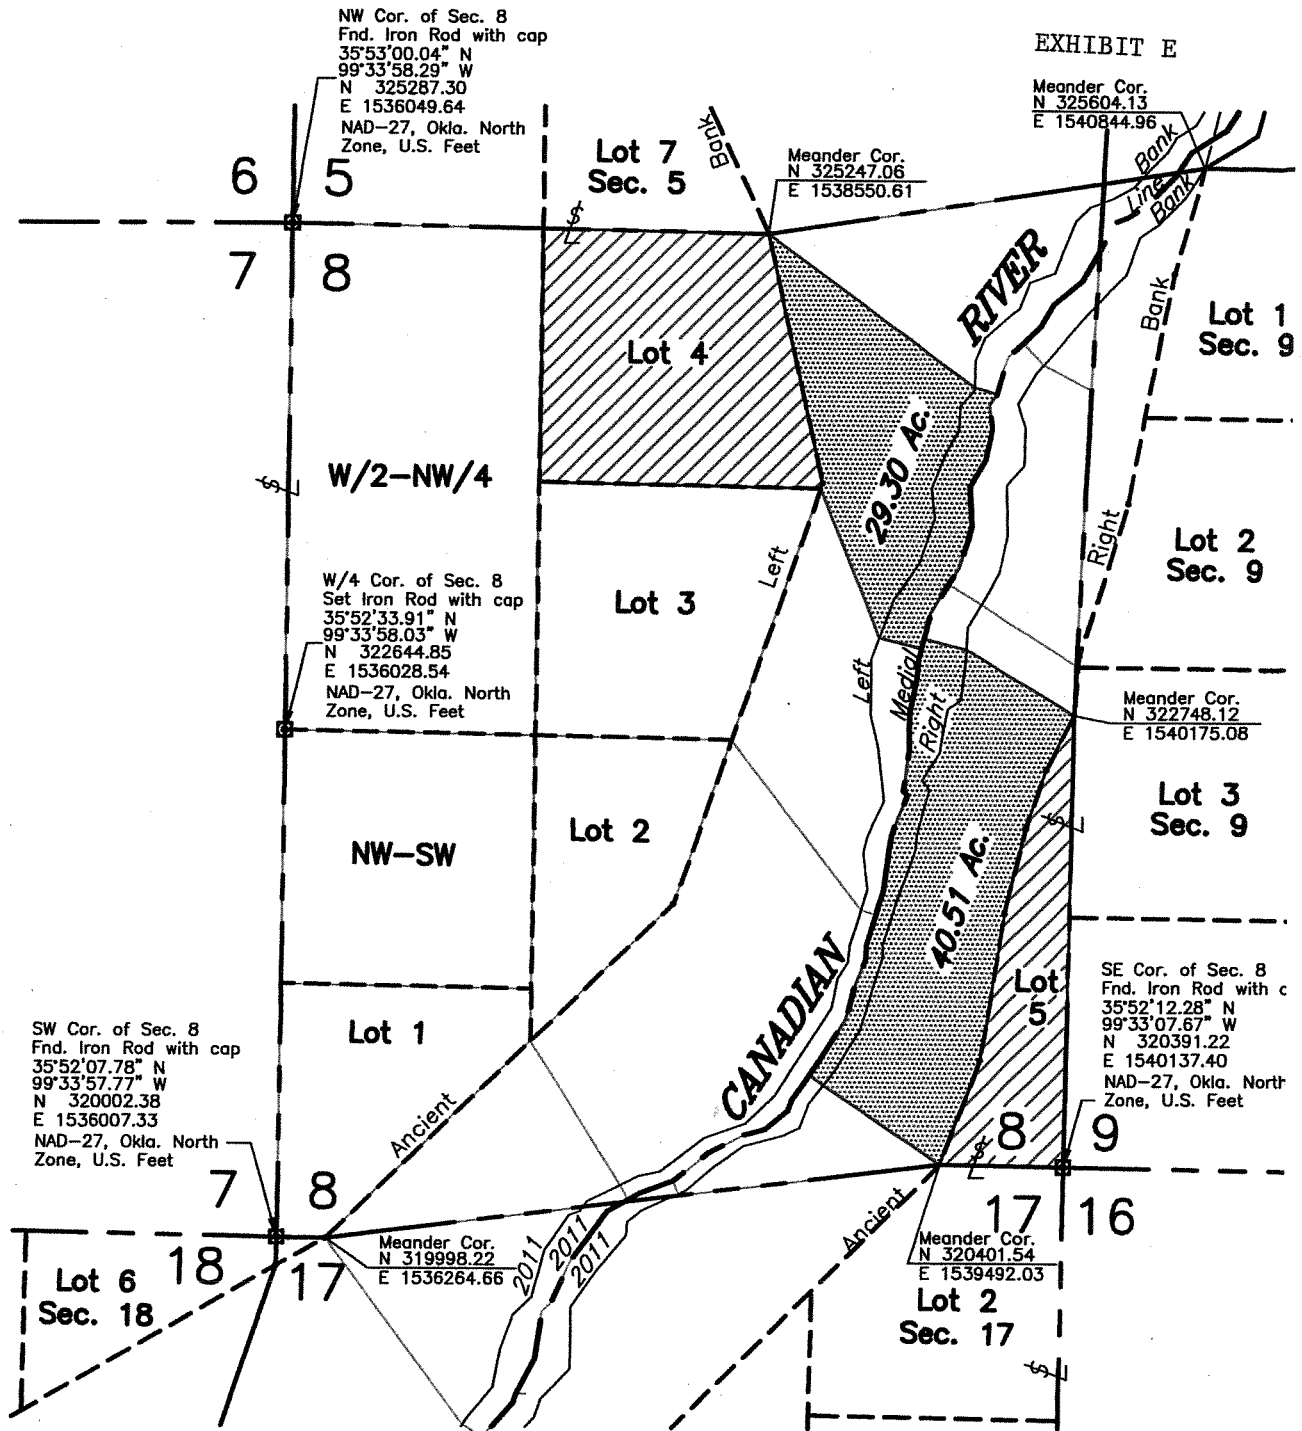 NW Cor. of Sec. 8
Fnd. Iron Rod with cap
35°53'00.04" N
99°33'58.29" W
N 325287.30
E 1536049.64
NAD-27, Okla. North
Zone, U.S. Feet
EXHIBIT E
Meander Cor.
N 325604.13
E 1540844.96
6 5
Lot 7
Sec. 5
Bank
Meander Cor.
N 325247.06
E 1538550.61
Bank
Line
Bank
7 8
RIVER
Bank
Lot 1
Sec. 9
Lot 4
29.30 Ac.
W/2-NW/4
Right
Lot 2
Sec. 9
Left
Lot 3
W/4 Cor. of Sec. 8
Set Iron Rod with cap
35°52'33.91" N
99°33'58.03" W
N 322644.85
E 1536028.54
NAD-27, Okla. North
Zone, U.S. Feet
Left
Medial
Right
Meander Cor.
N 322748.12
E 1540175.08
Lot 3
Sec. 9
Lot 2
NW-SW
40.51 Ac.
CANADIAN
Lot
5
SE Cor. of Sec. 8
Fnd. Iron Rod with c
35°52'12.28" N
99°33'07.67" W
N 320391.22
E 1540137.40
NAD-27, Okla. North
Zone, U.S. Feet
Lot 1
SW Cor. of Sec. 8
Fnd. Iron Rod with cap
35°52'07.78" N
99°33'57.77" W
N 320002.38
E 1536007.33
NAD-27, Okla. North
Zone, U.S. Feet
Ancient
8 9
7 8
Ancient
17 16
18 17
Meander Cor.
N 319998.22
E 1536264.66
2011
2011
2011
Meander Cor.
N 320401.54
E 1539492.03
Lot 6
Sec. 18
Lot 2
Sec. 17